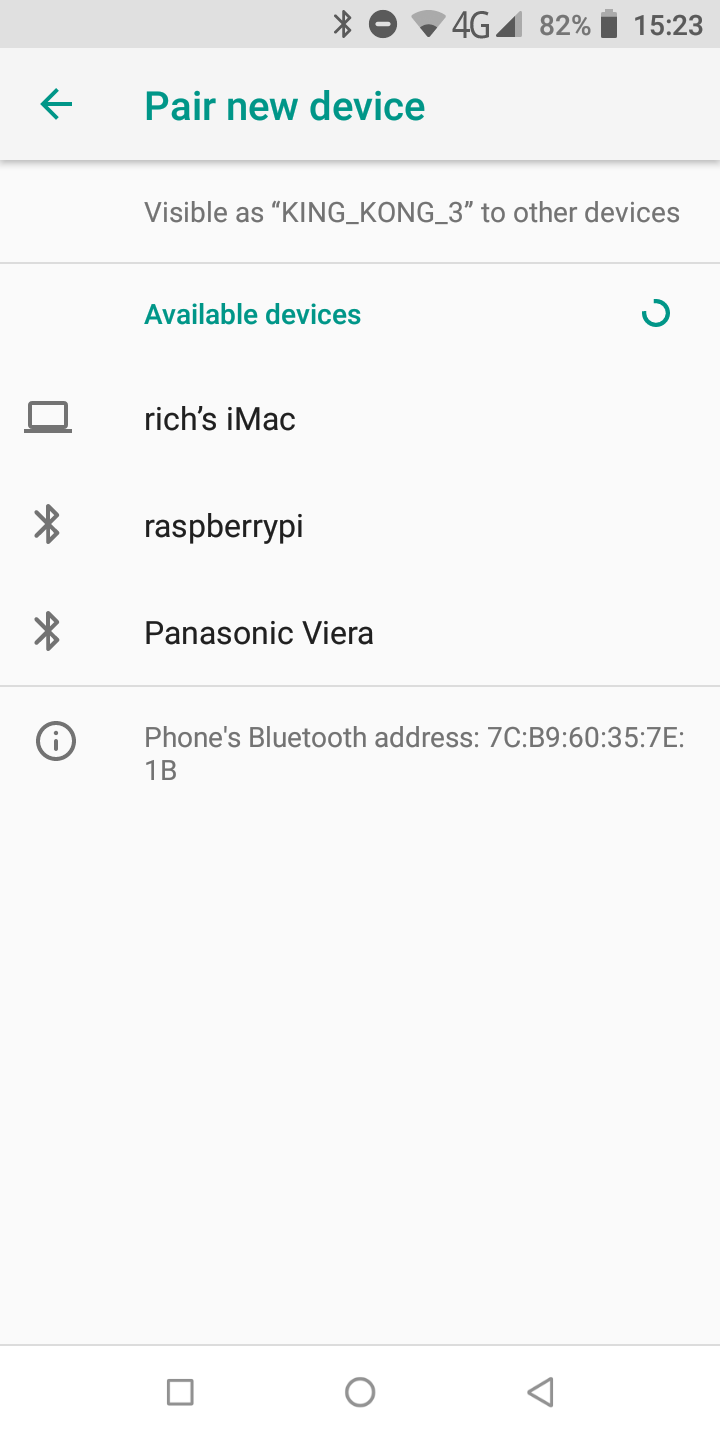 4G 82% 15:23
Pair new device
Visible as “KING_KONG_3” to other devices
Available devices
rich’s iMac
raspberrypi
Panasonic Viera
Phone's Bluetooth address: 7C:B9:60:35:7E:
1B